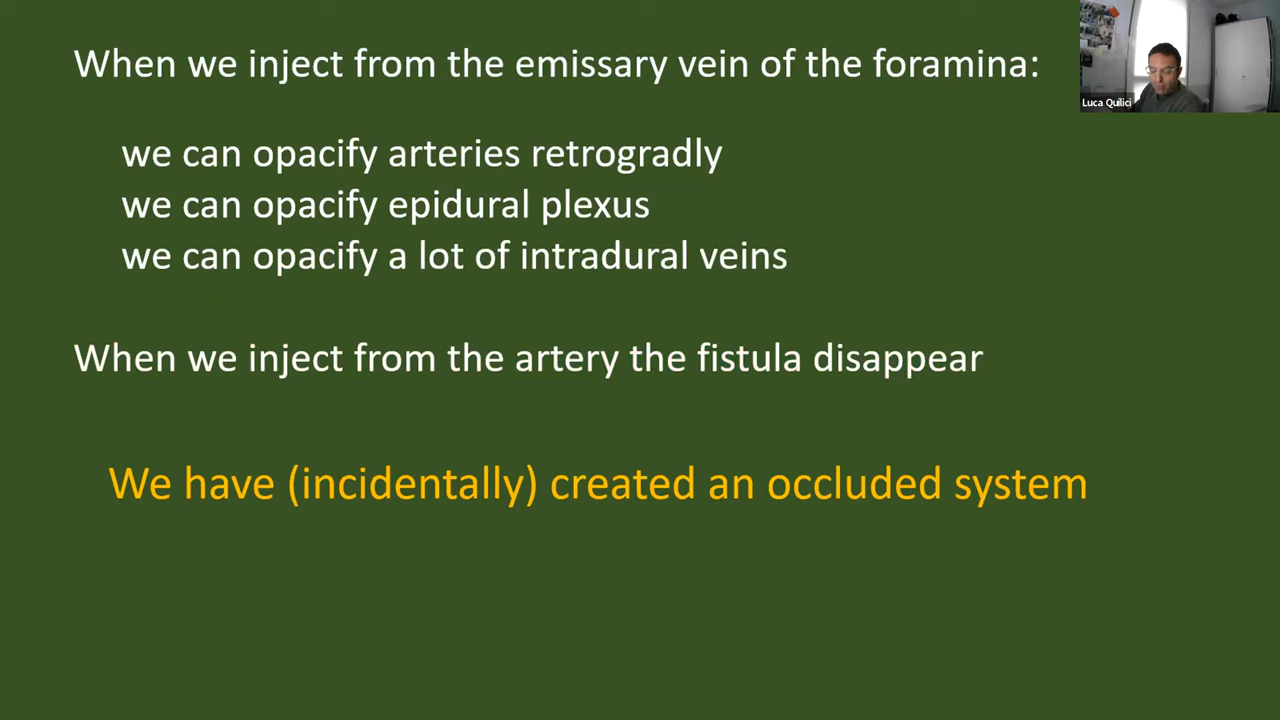 When we inject from the emissary vein of the foramina:
Luca Quilici
we can opacify arteries retrogradly
we can opacify epidural plexus
we can opacify a lot of intradural veins
When we inject from the artery the fistula disappear
We have (incidentally) created an occluded system